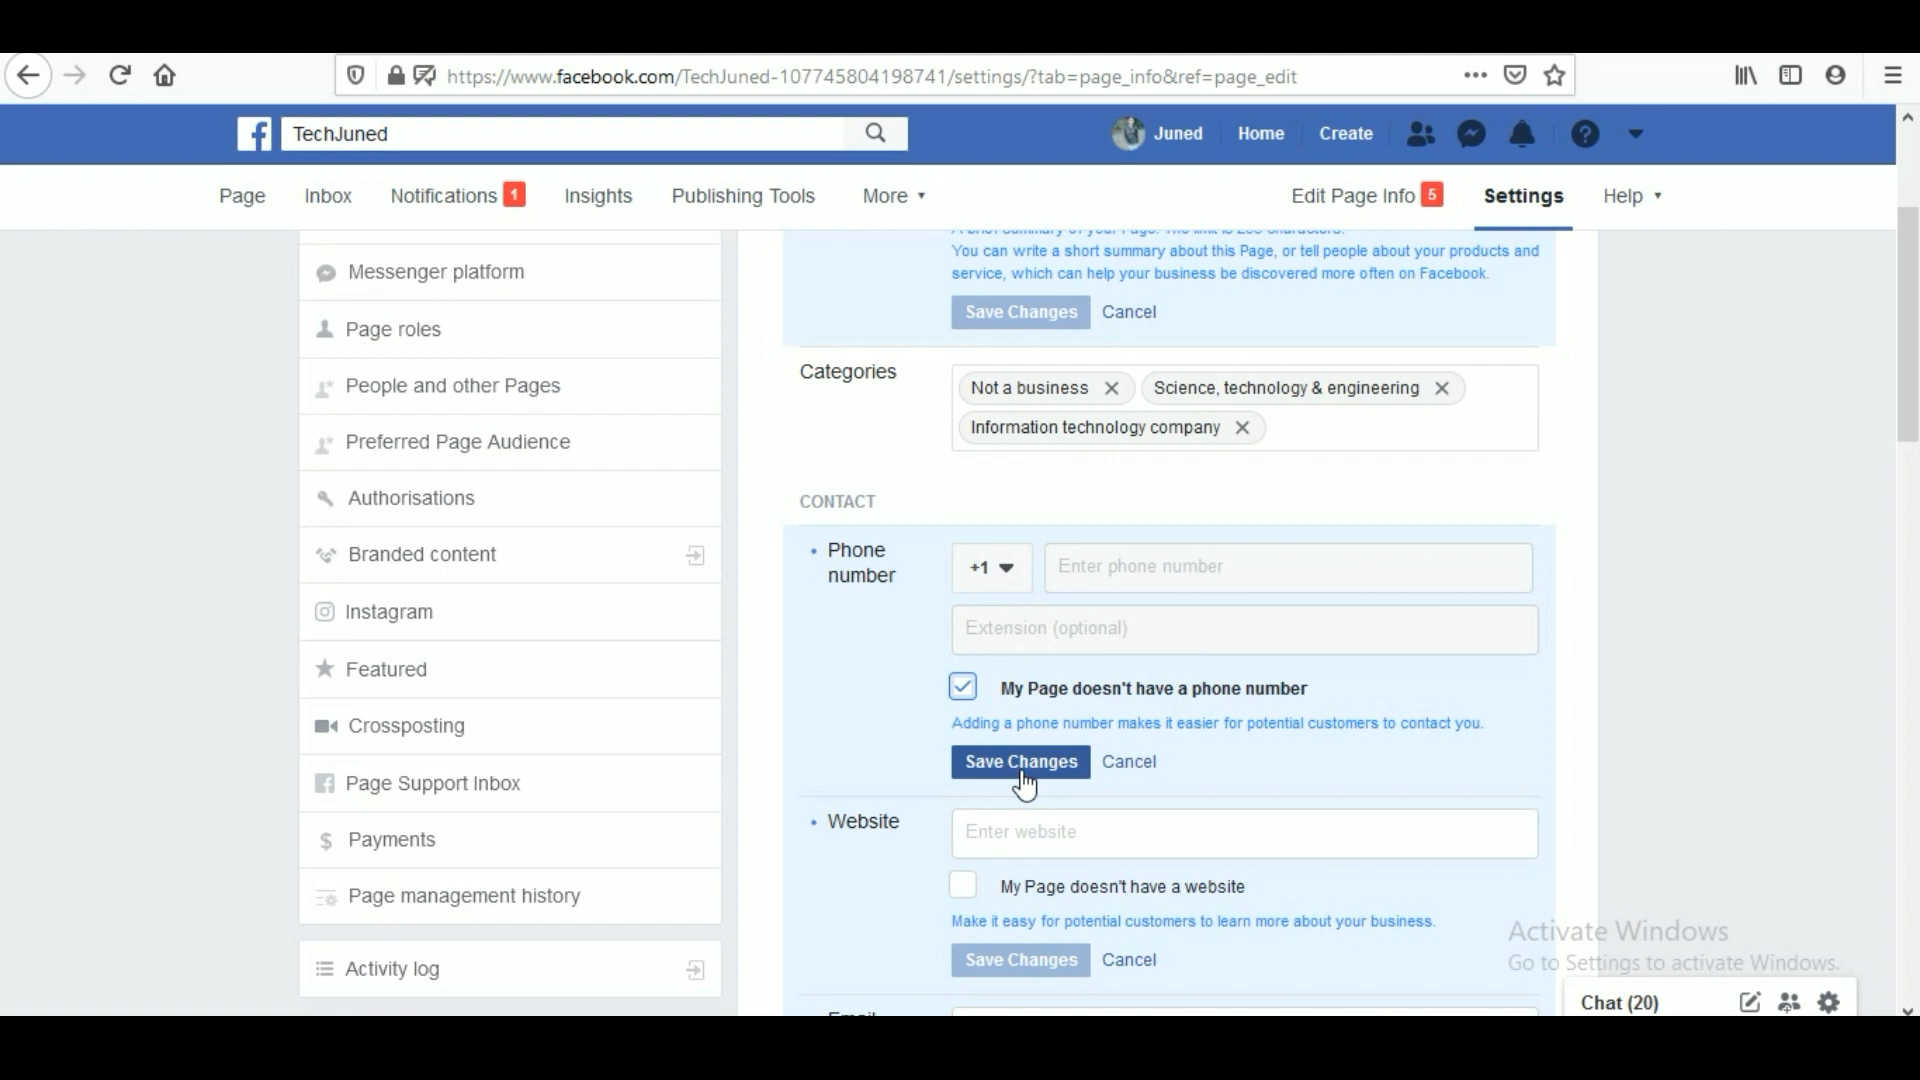 https://www.facebook.com/TechJuned-107745804198741/settings/?tab=page_info&ref=page_edit
TechJuned
Juned
Home
Create
Page
Inbox
Notifications 1
Insights
Publishing Tools
More
Edit Page Info 5
Settings
Help
Messenger platform
Page roles
People and other Pages
Preferred Page Audience
Authorisations
Branded content
Instagram
Featured
Crossposting
Page Support Inbox
Payments
Page management history
Activity log
You can write a short summary about this Page, or tell people about your products and
service, which can help your business be discovered more often on Facebook.
Save Changes Cancel
Categories
Not a business
Science, technology & engineering
Information technology company
CONTACT
Phone
number
+1
Enter phone number
Extension (optional)
My Page doesn't have a phone number
Adding a phone number makes it easier for potential customers to contact you.
Save Changes Cancel
Website
Enter website
My Page doesn't have a website
Make it easy for potential customers to learn more about your business.
Save Changes Cancel
Activate Windows
Go to Settings to activate Windows.
Chat (20)